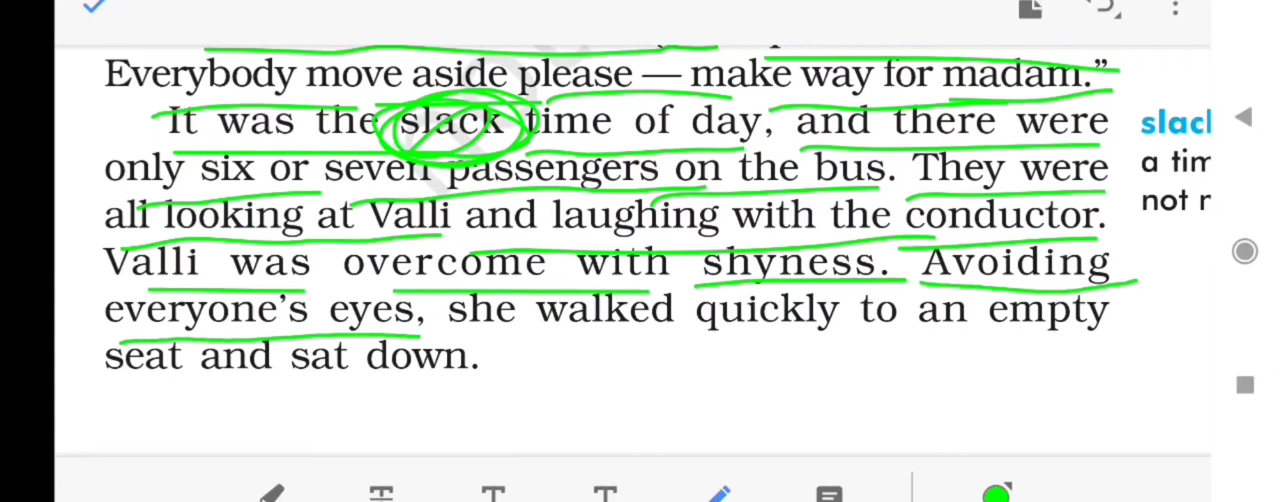 Everybody move aside please — make way for madam.”
It was the slack time of day, and there were
only six or seven passengers on the bus. They were
all looking at Valli and laughing with the conductor.
Valli was overcome with shyness. Avoiding
everyone’s eyes, she walked quickly to an empty
seat and sat down.
slac
a tim
not